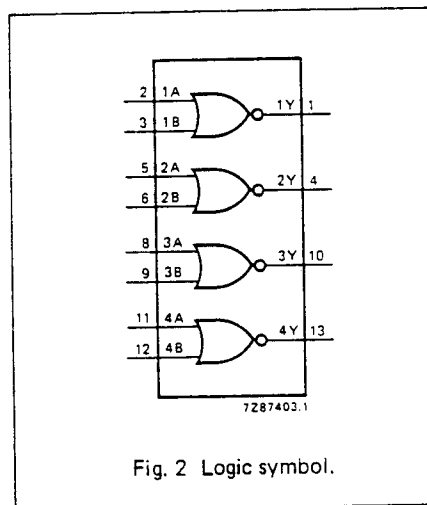 2 1A 1Y 1
3 1B
5 2A 2Y 4
6 2B
8 3A 3Y 10
9 3B
11 4A 4Y 13
12 4B
7Z87403.1
Fig. 2 Logic symbol.